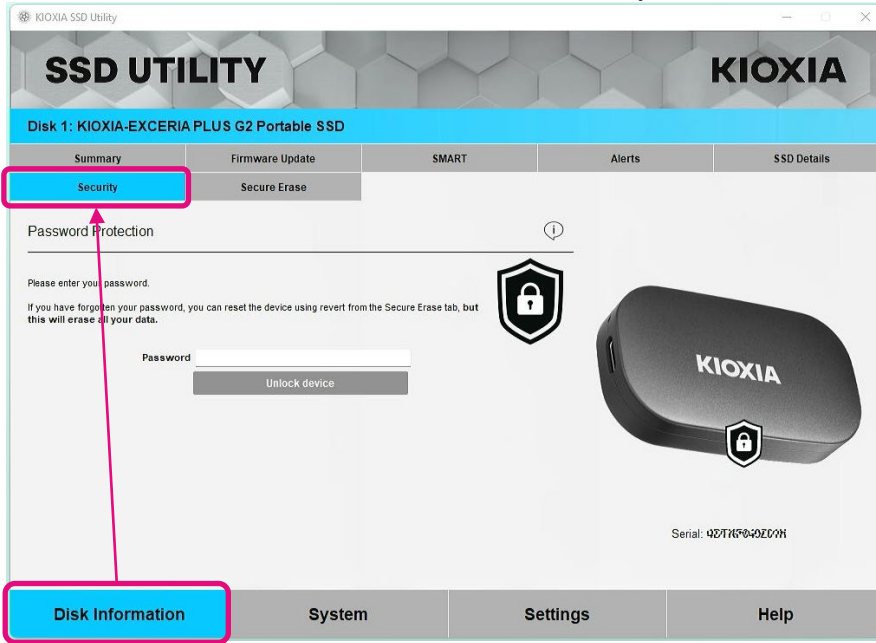 KIOXIA SSD Utility
SSD UTILITY
KIOXIA
Disk 1: KIOXIA-EXCERIA PLUS G2 Portable SSD
Summary
Firmware Update
SMART
Alerts
SSD Details
Security
Secure Erase
Password Protection
Please enter your password.
If you have forgotten your password, you can reset the device using revert from the Secure Erase tab, but
this will erase all your data.
Password
Unlock device
KIOXIA
Serial:
Disk Information
System
Settings
Help